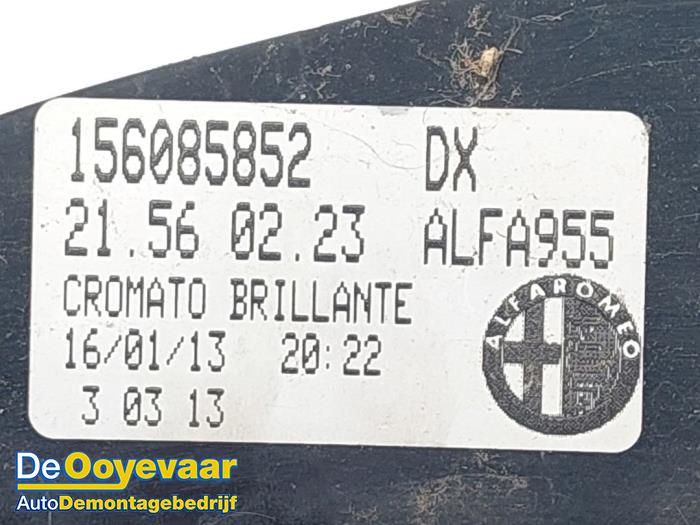 156085852 DX
21.56 02.23 ALFA955
CROMATO BRILLANTE
16/01/13 20:22
3 03 13
ALFA ROMEO
De Ooyevaar
AutoDemontagebedrijf